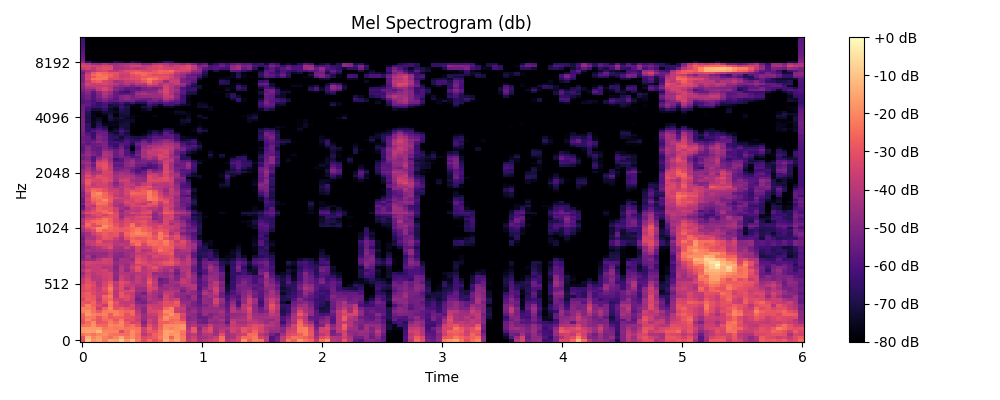 Mel Spectrogram (db)
Hz
8192
4096
2048
1024
512
0
0 1 2 3 4 5 6
Time
+0 dB
-10 dB
-20 dB
-30 dB
-40 dB
-50 dB
-60 dB
-70 dB
-80 dB